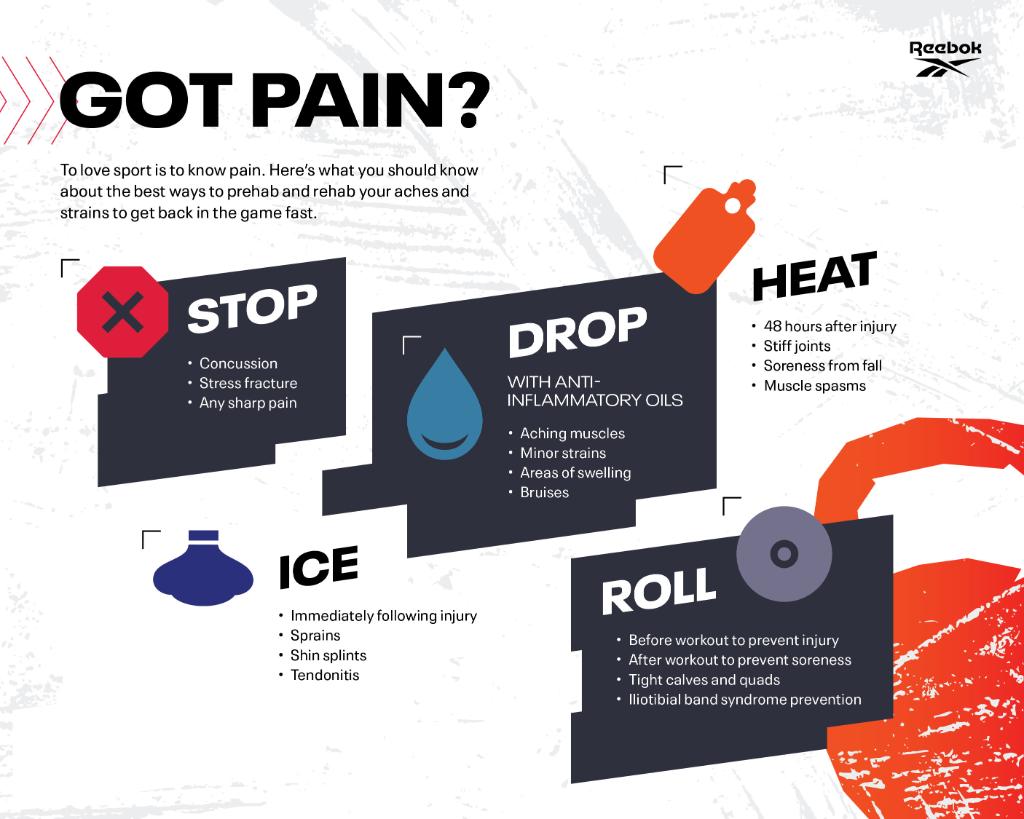 Reebok
GOT PAIN?
To love sport is to know pain. Here's what you should know
about the best ways to prehab and rehab your aches and
strains to get back in the game fast.
STOP
• Concussion
• Stress fracture
• Any sharp pain
DROP
WITH ANTI-
INFLAMMATORY OILS
• Aching muscles
• Minor strains
• Areas of swelling
• Bruises
HEAT
• 48 hours after injury
• Stiff joints
• Soreness from fall
• Muscle spasms
ICE
• Immediately following injury
• Sprains
• Shin splints
• Tendonitis
ROLL
• Before workout to prevent injury
• After workout to prevent soreness
• Tight calves and quads
• Iliotibial band syndrome prevention